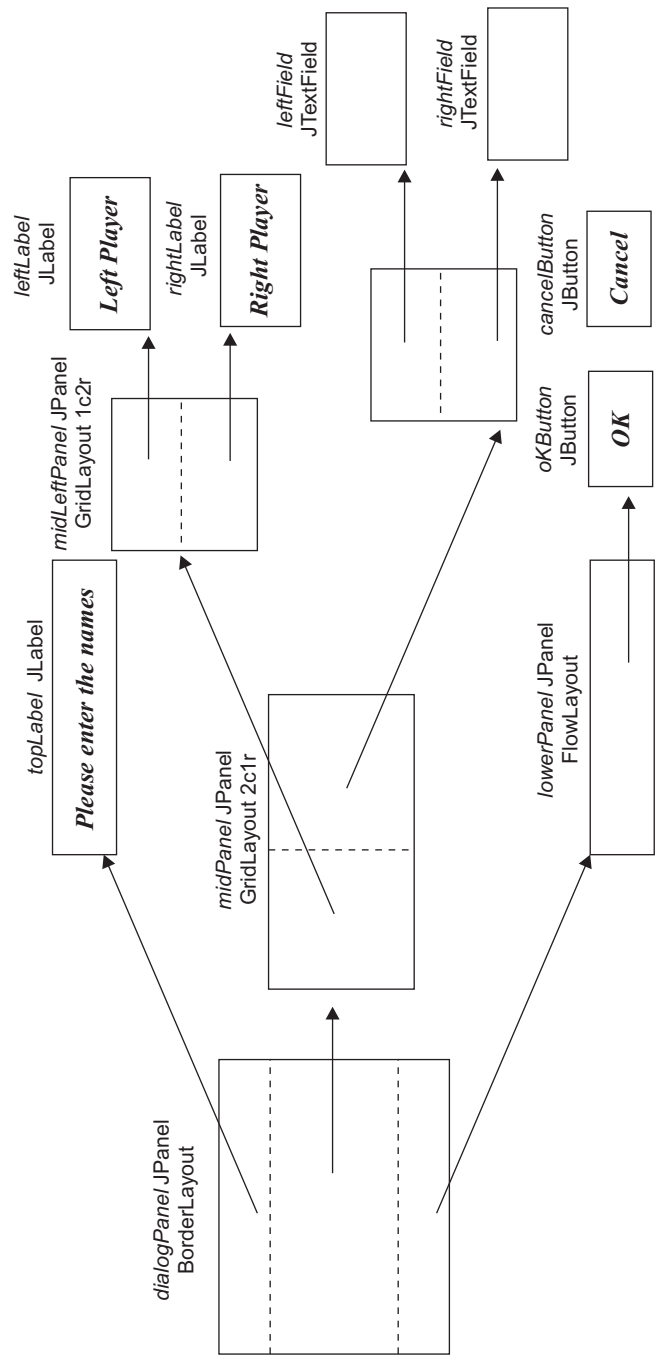 dialogPanel JPanel
BorderLayout
topLabel JLabel
Please enter the names
midPanel JPanel
GridLayout 2c1r
lowerPanel JPanel
FlowLayout
midLeftPanel JPanel
GridLayout 1c2r
leftLabel
JLabel
Left Player
rightLabel
JLabel
Right Player
leftField
JTextField
rightField
JTextField
oKButton
JButton
OK
cancelButton
JButton
Cancel